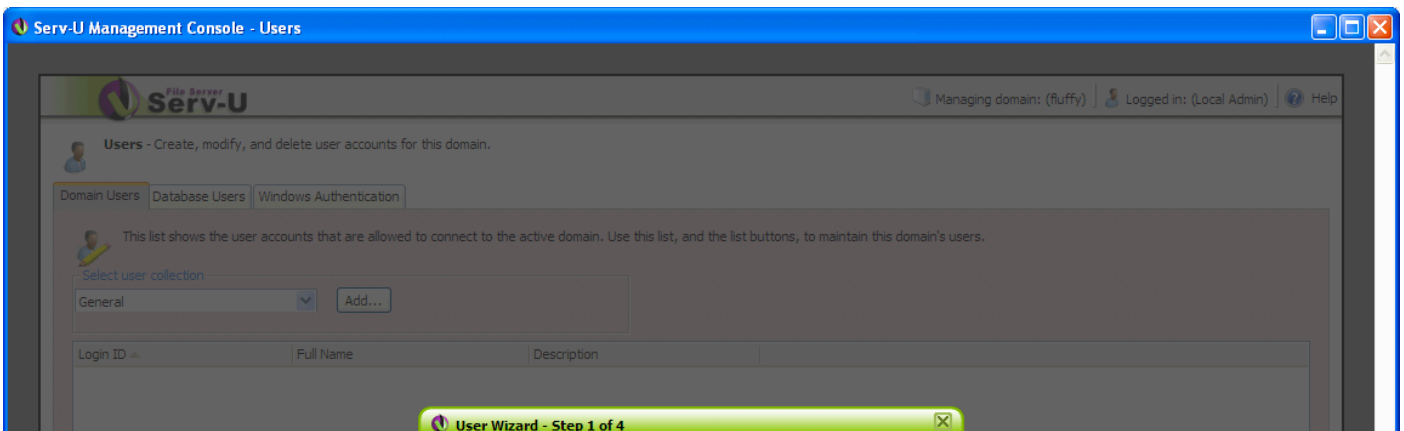 Serv-U Management Console - Users
File Server
Serv-U
Managing domain: (fluffy) Logged in: (Local Admin) Help
Users - Create, modify, and delete user accounts for this domain.
Domain Users Database Users Windows Authentication
This list shows the user accounts that are allowed to connect to the active domain. Use this list, and the list buttons, to maintain this domain's users.
Select user collection
General Add...
Login ID Full Name Description
User Wizard - Step 1 of 4